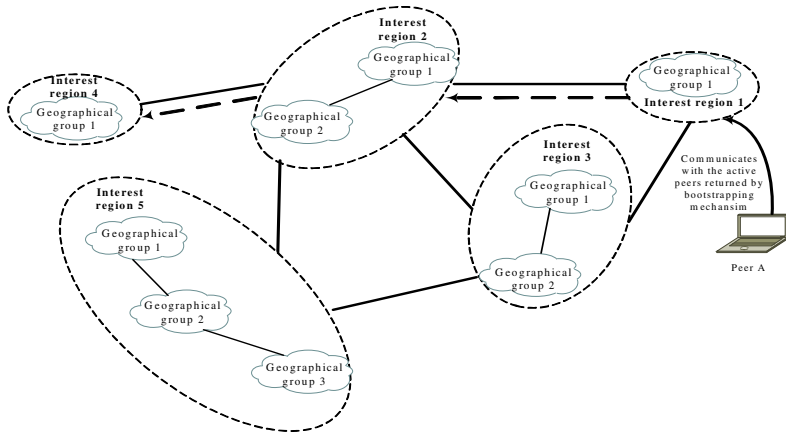 Interest
region 2
Geographical
group 1
Geographical
group 2
Interest
region 4
Geographical
group 1
Geographical
group 1
Interest region 1
Interest
region 3
Geographical
group 1
Geographical
group 2
Communicates
with the active
peers returned by
bootstrapping
mechansim
Peer A
Interest
region 5
Geographical
group 1
Geographical
group 2
Geographical
group 3